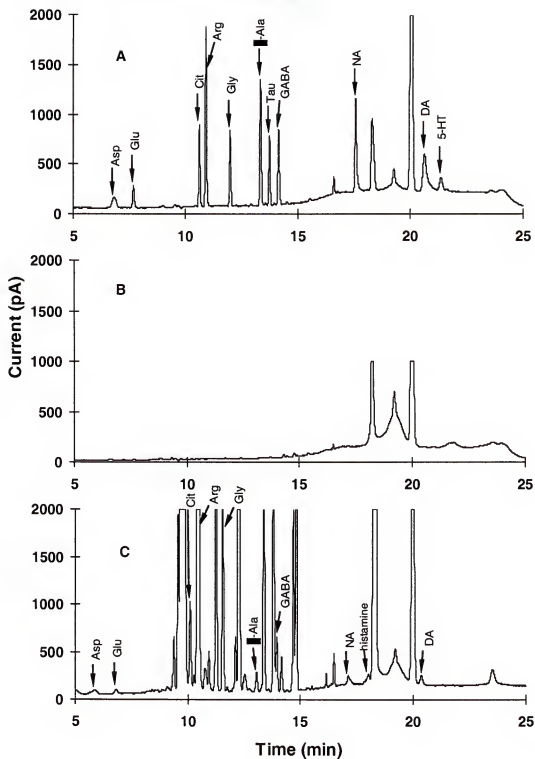 A
2000
1500
1000
500
0
Asp
Glu
Cit
Arg
Gly
-Ala
Tau
GABA
NA
DA
5-HT
5 10 15 20 25
B
2000
1500
1000
500
0
5 10 15 20 25
Current (pA)
C
2000
1500
1000
500
0
Asp
Glu
Cit
Arg
Gly
-Ala
GABA
NA
histamine
DA
5 10 15 20 25
Time (min)